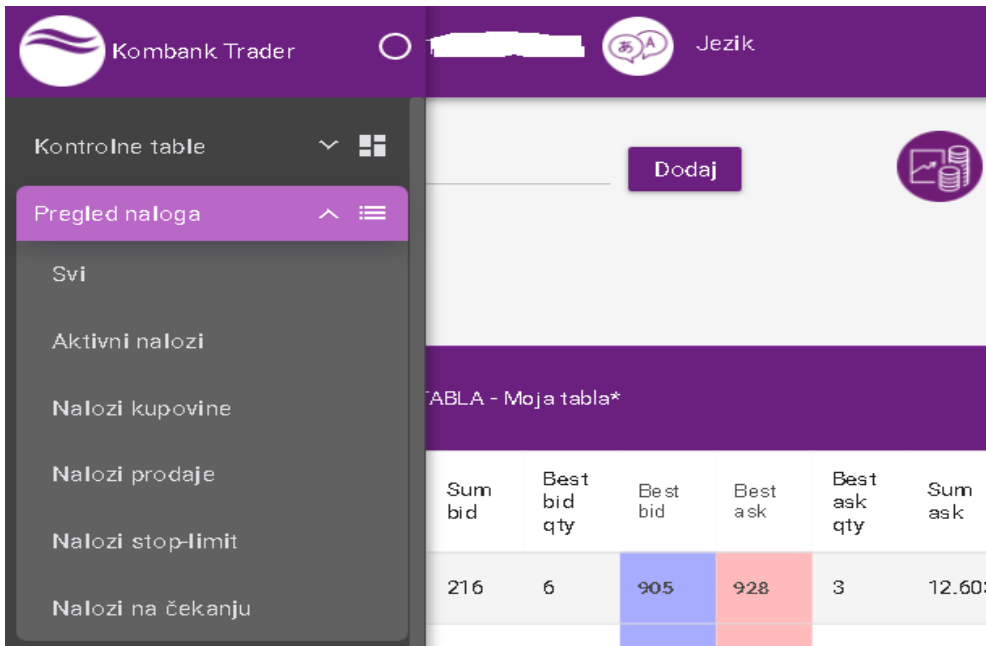 Kombank Trader
Jezik
Kontrolne table
Dodaj
Pregled naloga
Svi
Aktivni nalozi
Nalozi kupovine
Nalozi prodaje
Nalozi stop-limit
Nalozi na čekanju
TABLA - Moja tabla*
Sum bid
Best bid qty
Best bid
Best ask
Best ask qty
Sum ask
216
6
905
928
3
12.603